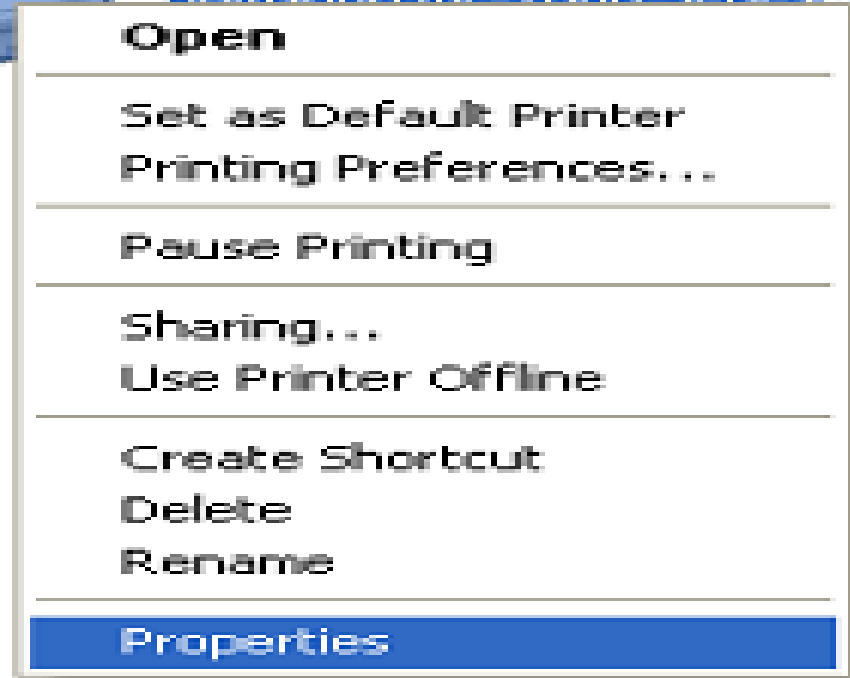 Open
Set as Default Printer
Printing Preferences...
Pause Printing
Sharing...
Use Printer Offline
Create Shortcut
Delete
Rename
Properties